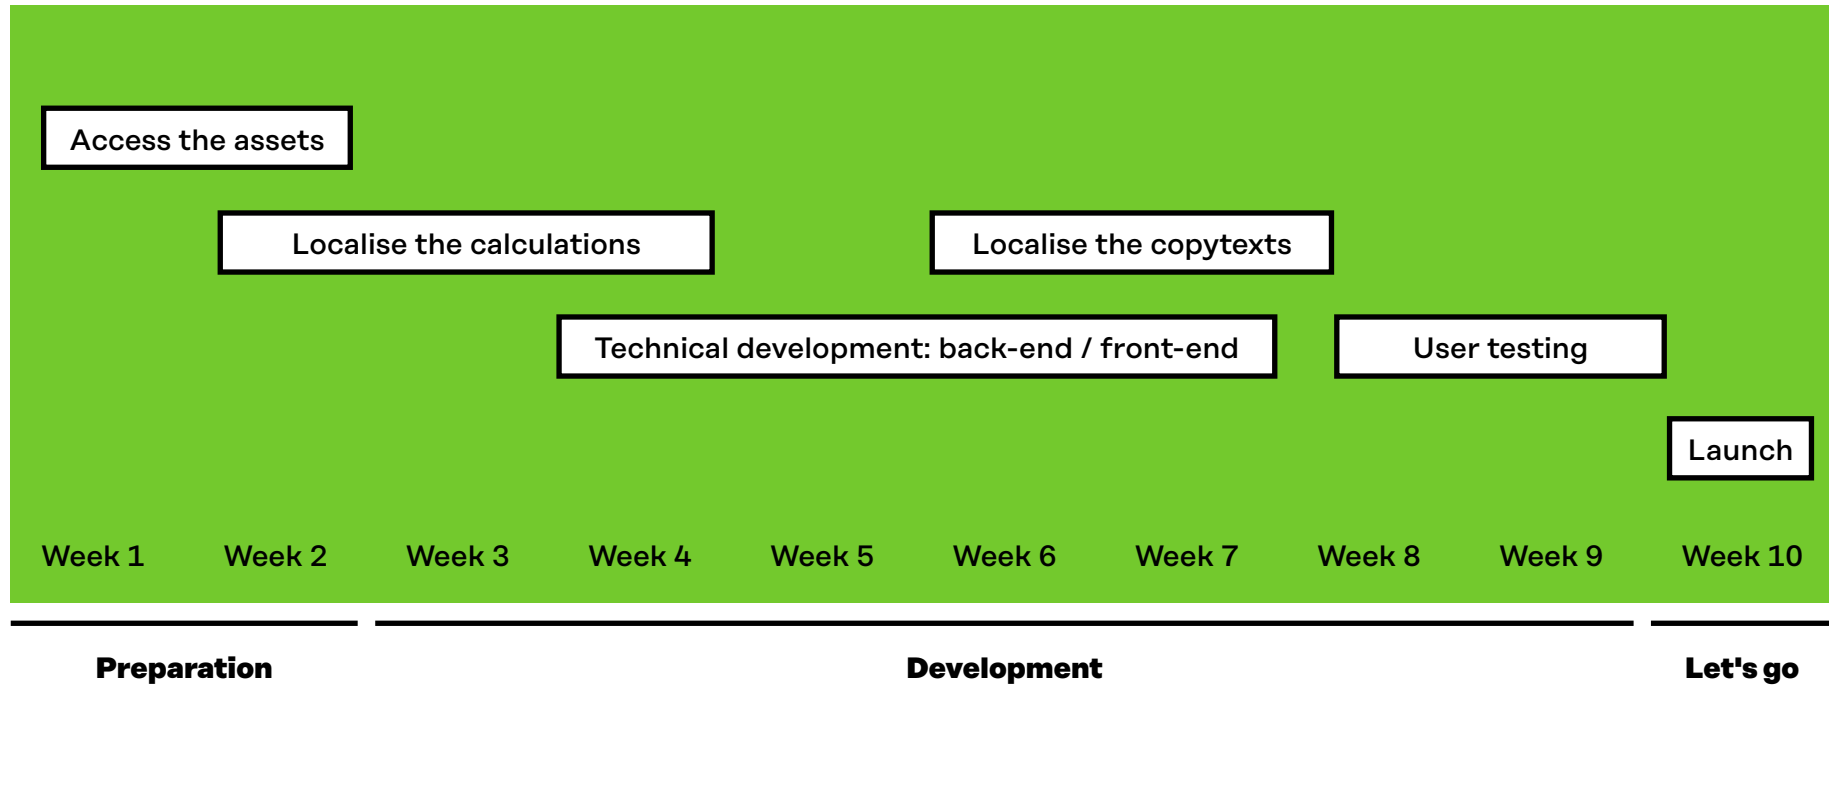 Access the assets
Localise the calculations
Localise the copytexts
Technical development: back-end / front-end
User testing
Launch
Week 1
Week 2
Week 3
Week 4
Week 5
Week 6
Week 7
Week 8
Week 9
Week 10
Preparation
Development
Let's go